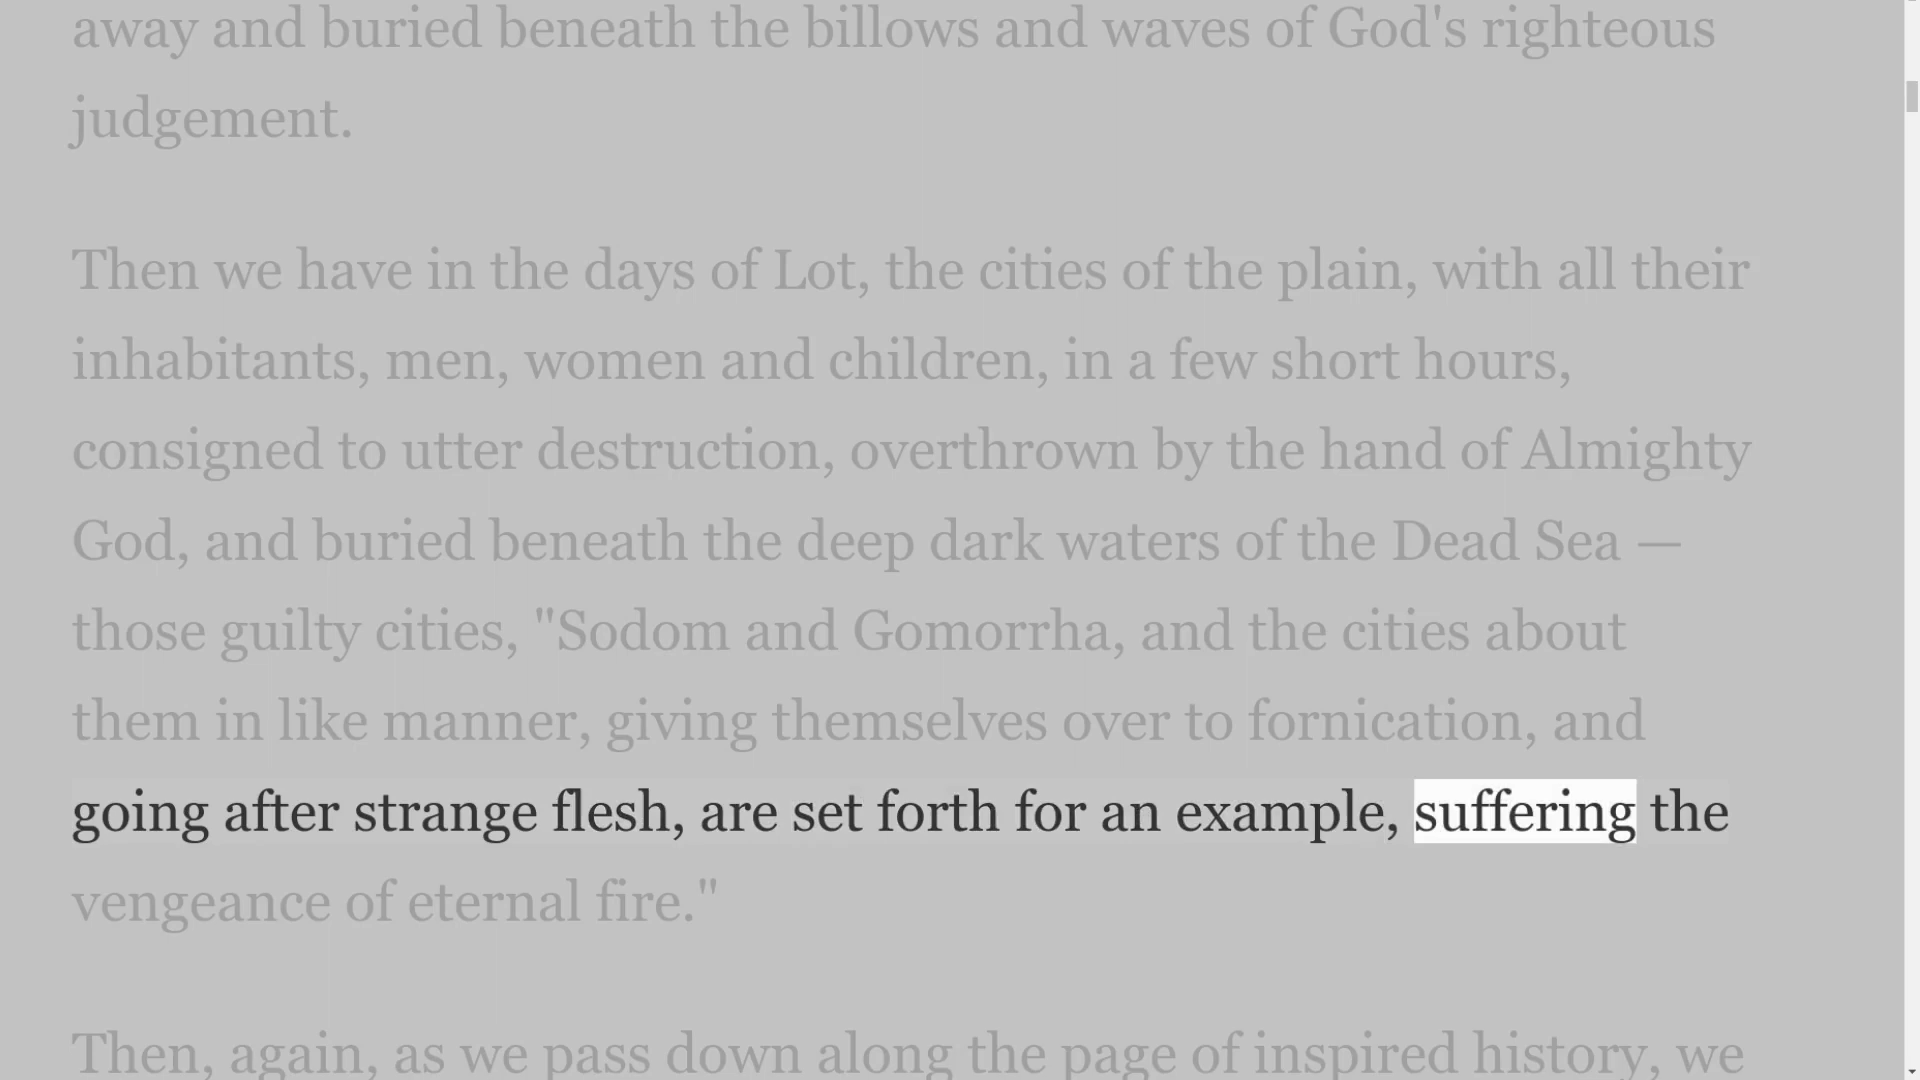 away and buried beneath the billows and waves of God's righteous
judgement.
Then we have in the days of Lot, the cities of the plain, with all their
inhabitants, men, women and children, in a few short hours,
consigned to utter destruction, overthrown by the hand of Almighty
God, and buried beneath the deep dark waters of the Dead Sea —
those guilty cities, "Sodom and Gomorrha, and the cities about
them in like manner, giving themselves over to fornication, and
going after strange flesh, are set forth for an example, suffering the
vengeance of eternal fire."
Then, again, as we pass down along the page of inspired history, we